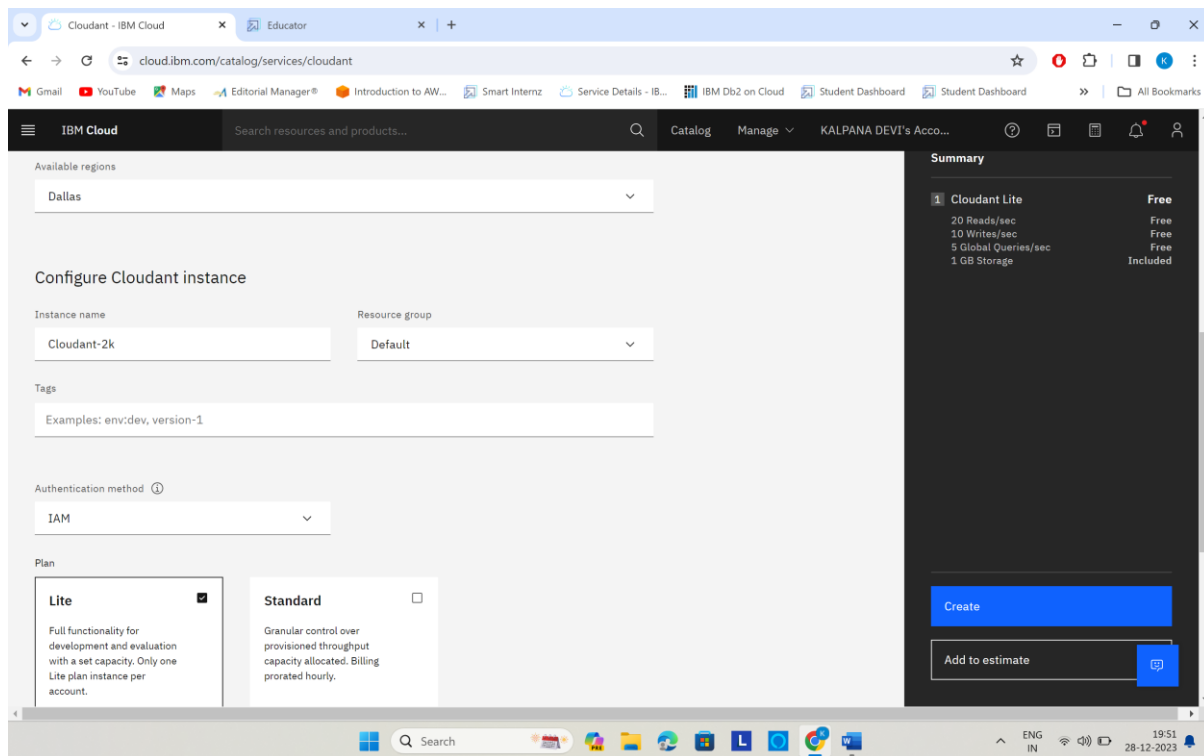 Cloudant - IBM Cloud
Educator
cloud.ibm.com/catalog/services/cloudant
K
Gmail
YouTube
Maps
Editorial Manager®
Introduction to AW...
Smart Internz
Service Details - IB...
IBM Db2 on Cloud
Student Dashboard
Student Dashboard
All Bookmarks
IBM Cloud
Search resources and products...
Catalog
Manage
KALPANA DEVI's Acco...
Available regions
Dallas
Configure Cloudant instance
Instance name
Resource group
Cloudant-2k
Default
Tags
Examples: env:dev, version-1
Authentication method
IAM
Plan
Lite
Full functionality for
development and evaluation
with a set capacity. Only one
Lite plan instance per
account.
Standard
Granular control over
provisioned throughput
capacity allocated. Billing
prorated hourly.
Summary
1 Cloudant Lite Free
20 Reads/sec Free
10 Writes/sec Free
5 Global Queries/sec Free
1 GB Storage Included
Create
Add to estimate
Search
ENG
IN
19:51
28-12-2023